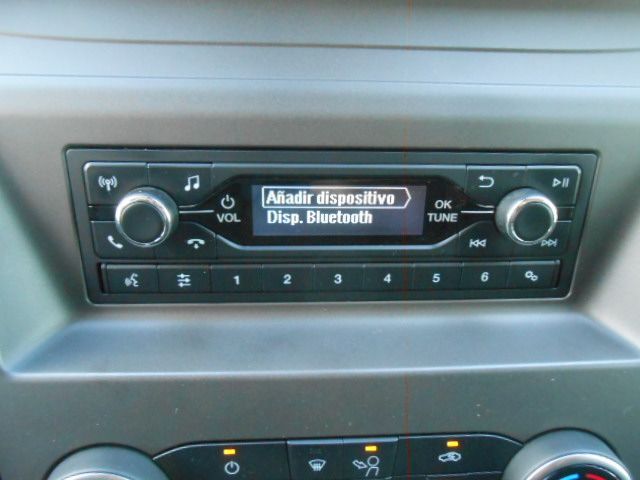 Añadir dispositivo
Disp. Bluetooth
VOL
OK
TUNE
1 2 3 4 5 6